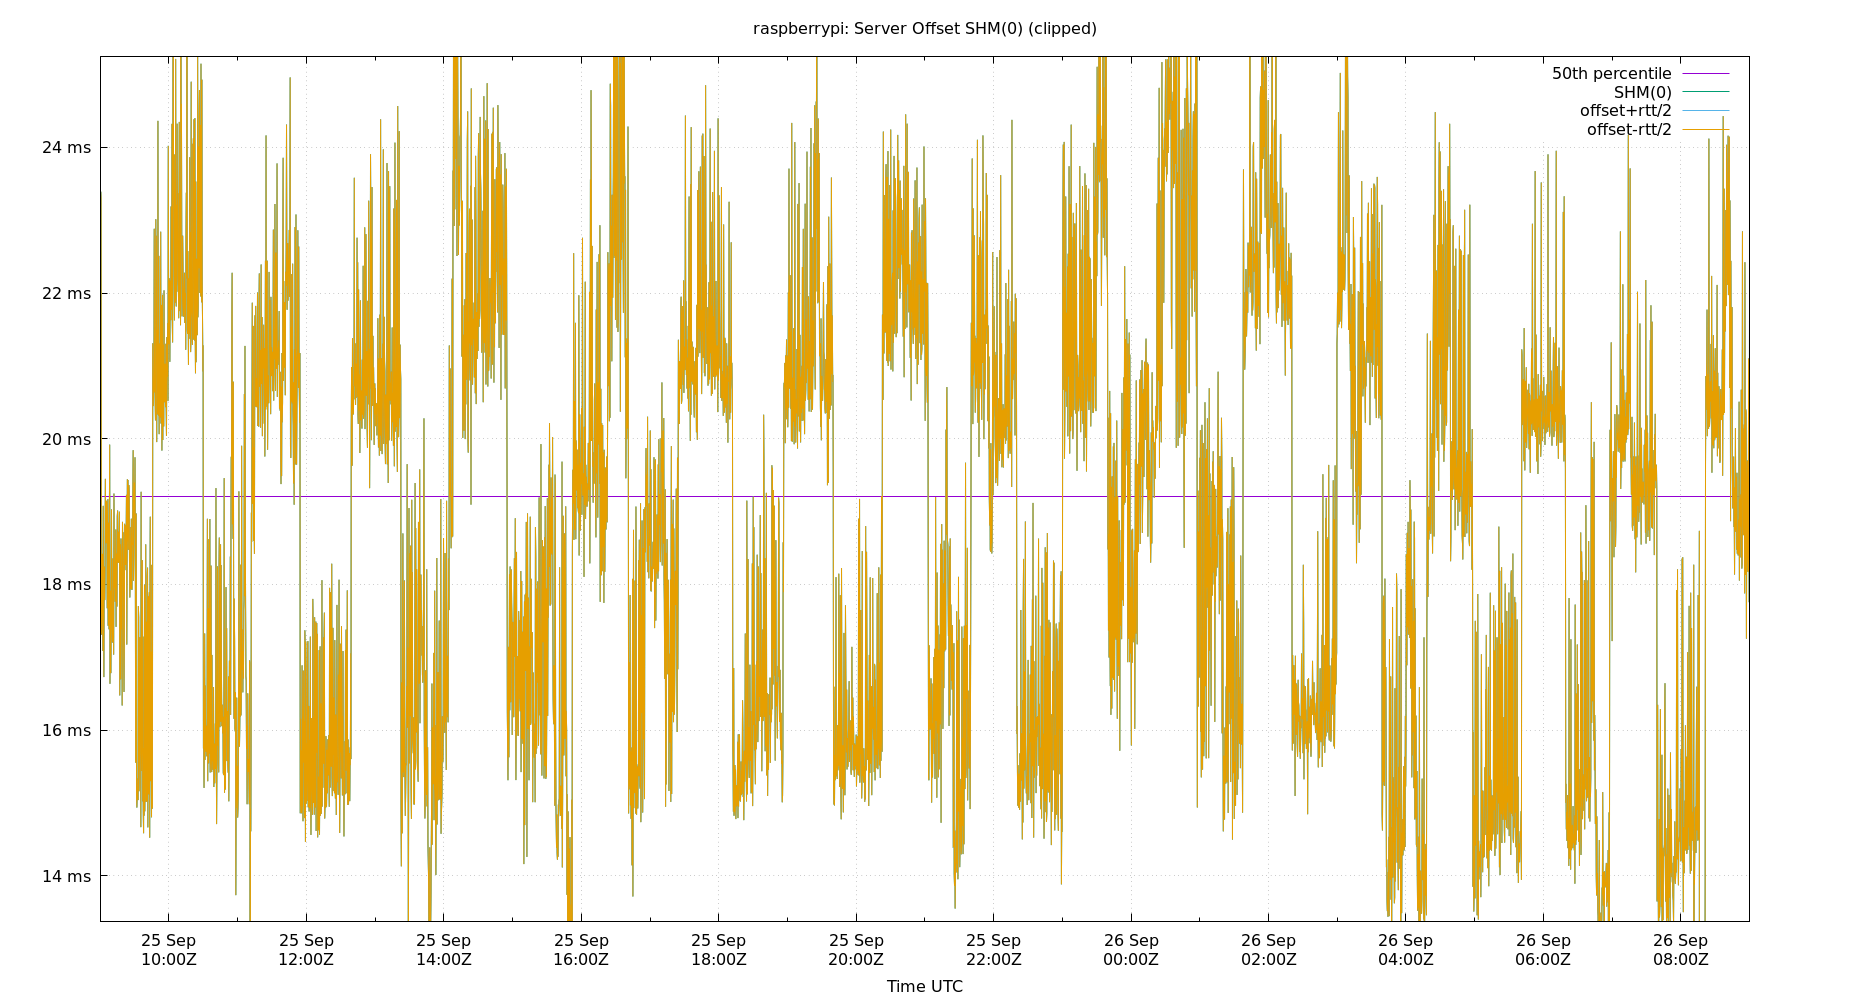 raspberrypi: Server Offset SHM(0) (clipped)
50th percentile
SHM(0)
offset+rtt/2
offset-rtt/2
24 ms
22 ms
20 ms
18 ms
16 ms
14 ms
25 Sep 25 Sep 25 Sep 25 Sep 25 Sep 25 Sep 25 Sep 26 Sep 26 Sep 26 Sep 26 Sep 26 Sep
10:00Z 12:00Z 14:00Z 16:00Z 18:00Z 20:00Z 22:00Z 00:00Z 02:00Z 04:00Z 06:00Z 08:00Z
Time UTC